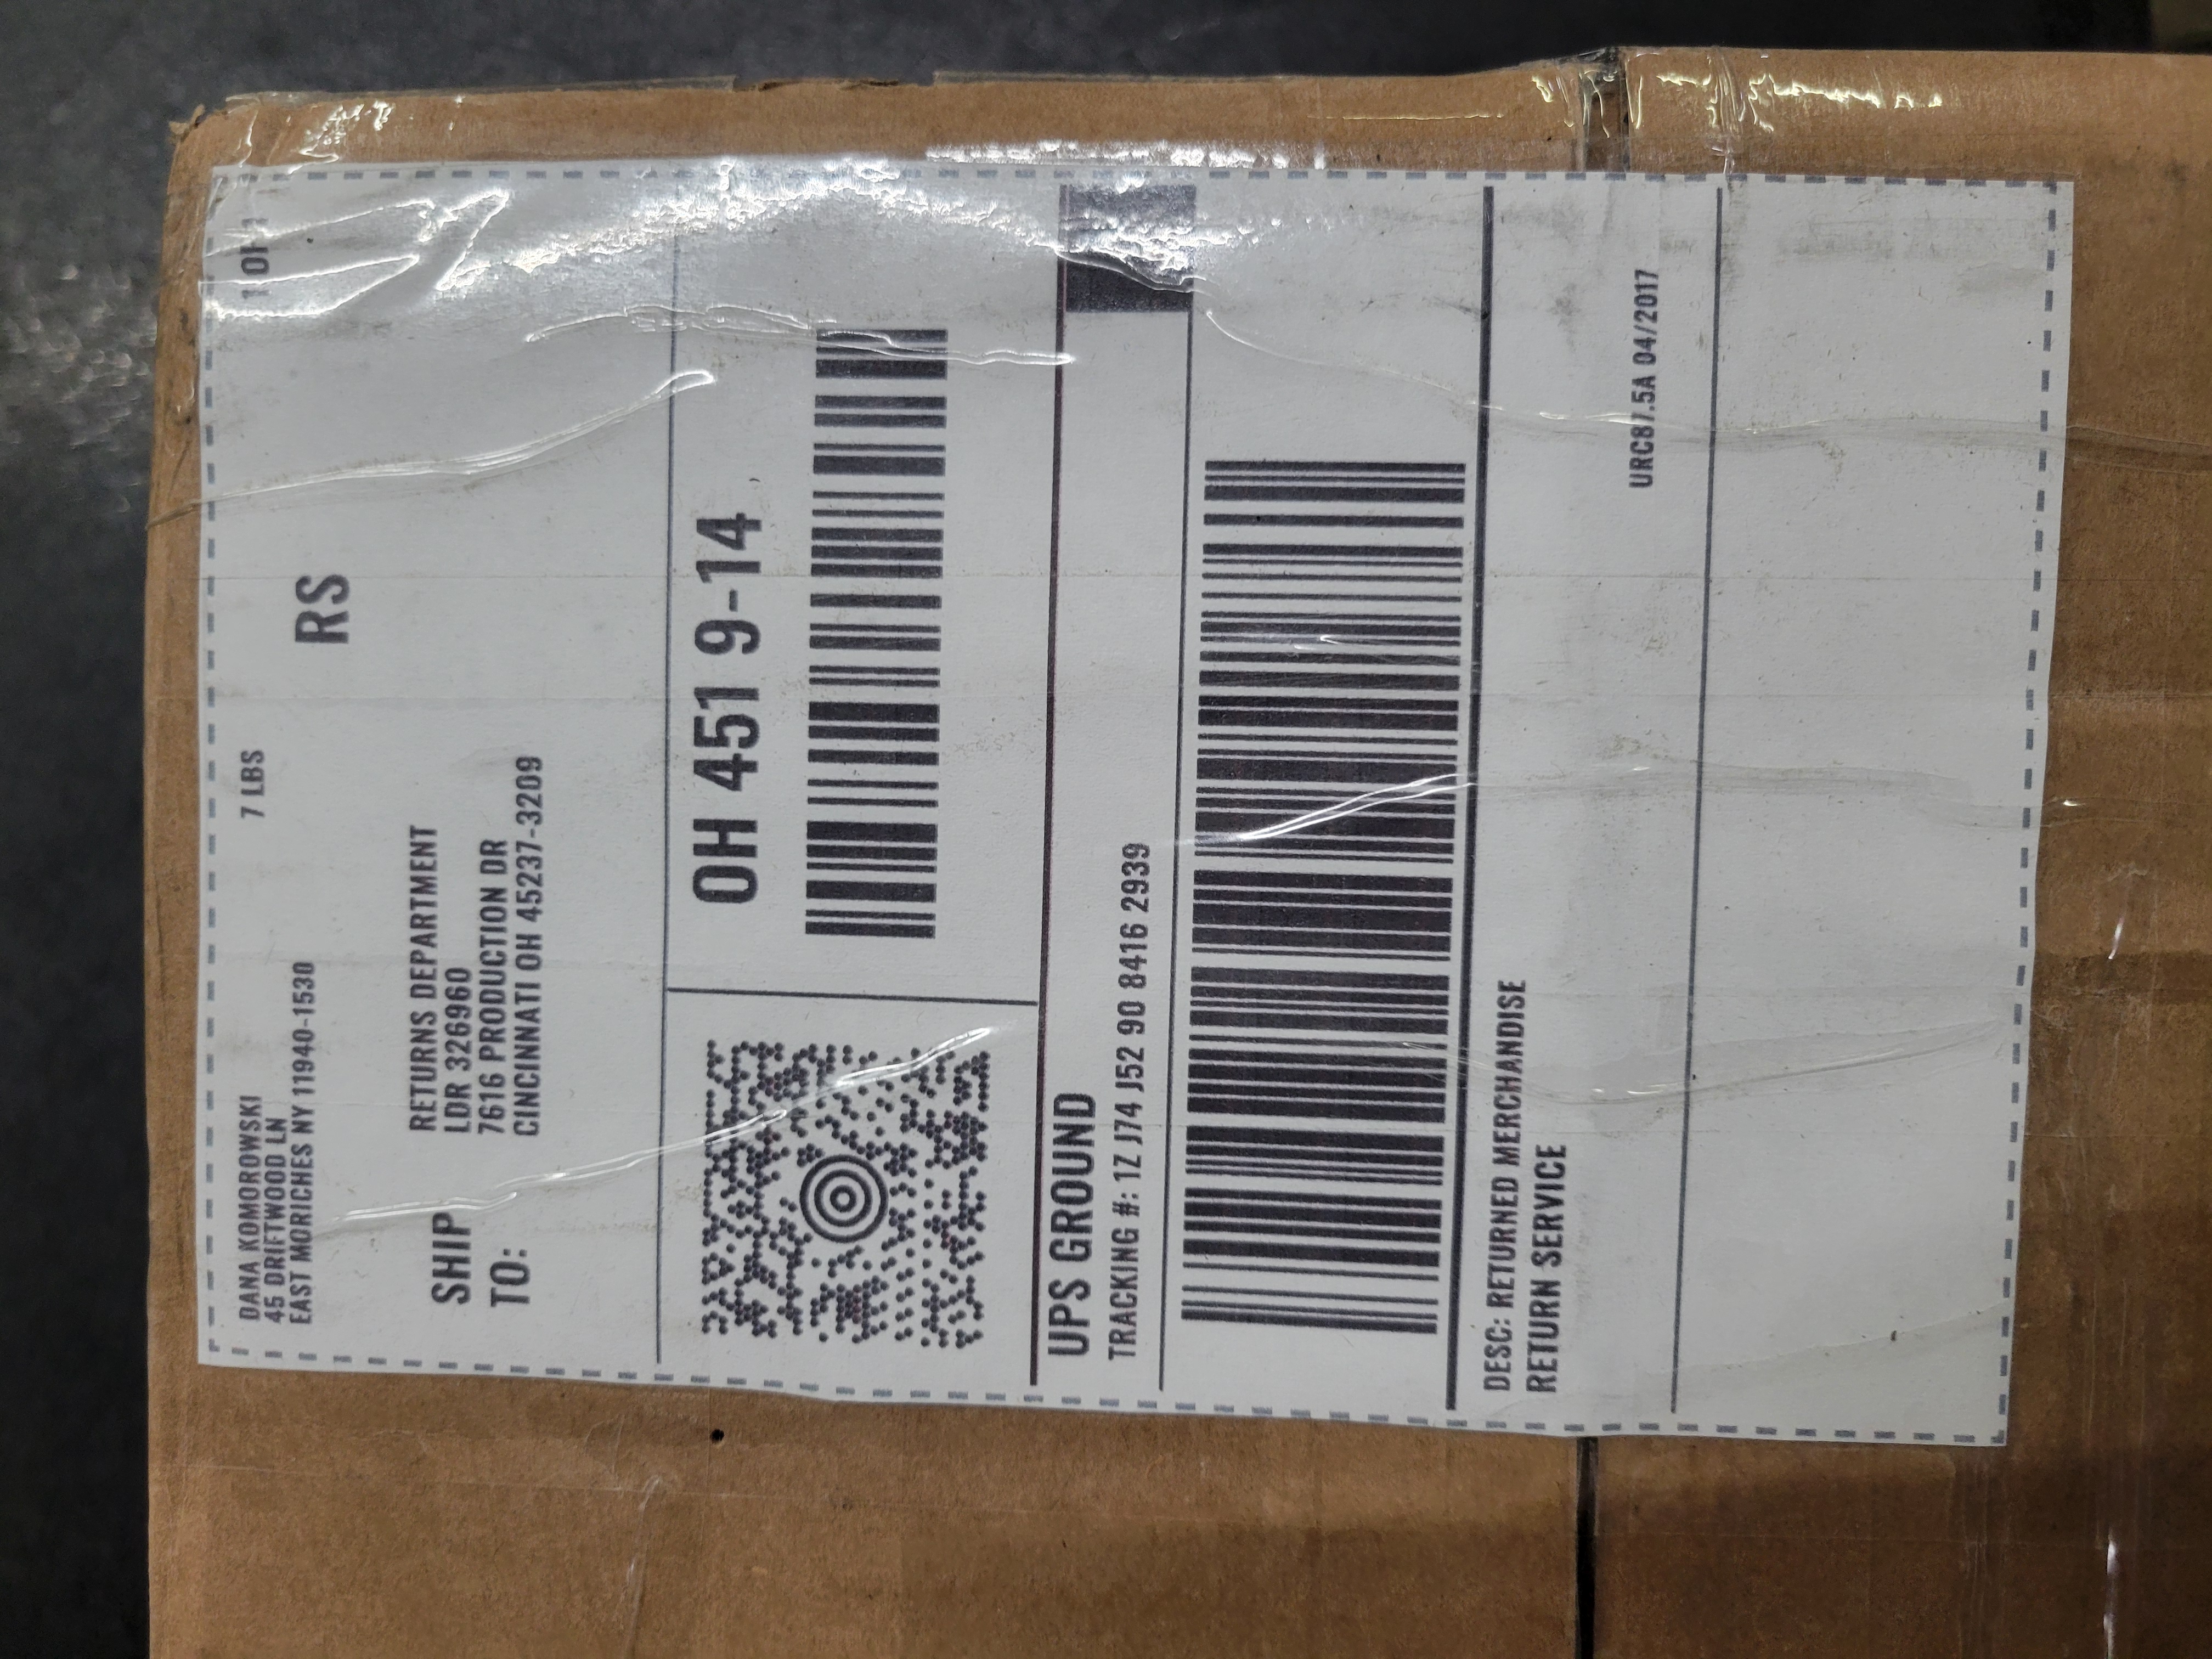 DANA KOMOROWSKI
45 DRIFTWOOD LN
EAST MORICHES NY 11940-1530
7 LBS
1 OF 1
RS
SHIP
TO:
RETURNS DEPARTMENT
LDR 326960
7616 PRODUCTION DR
CINCINNATI OH 45237-3209
OH 451 9-14
UPS GROUND
TRACKING #: 1Z J74 J52 90 8416 2939
DESC: RETURNED MERCHANDISE
RETURN SERVICE
URC87.5A 04/2017